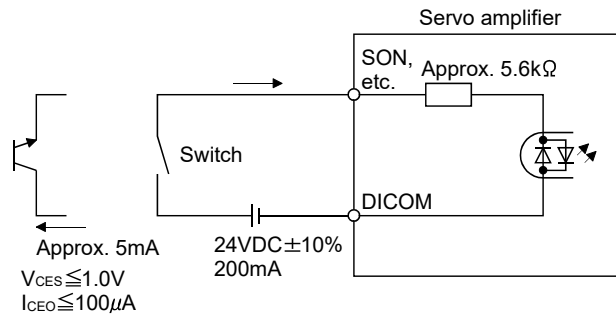 Servo amplifier
SON,
etc.
Approx. 5.6kΩ
Switch
DICOM
Approx. 5mA
24VDC±10%
200mA
VCES≦1.0V
ICEO≦100μA